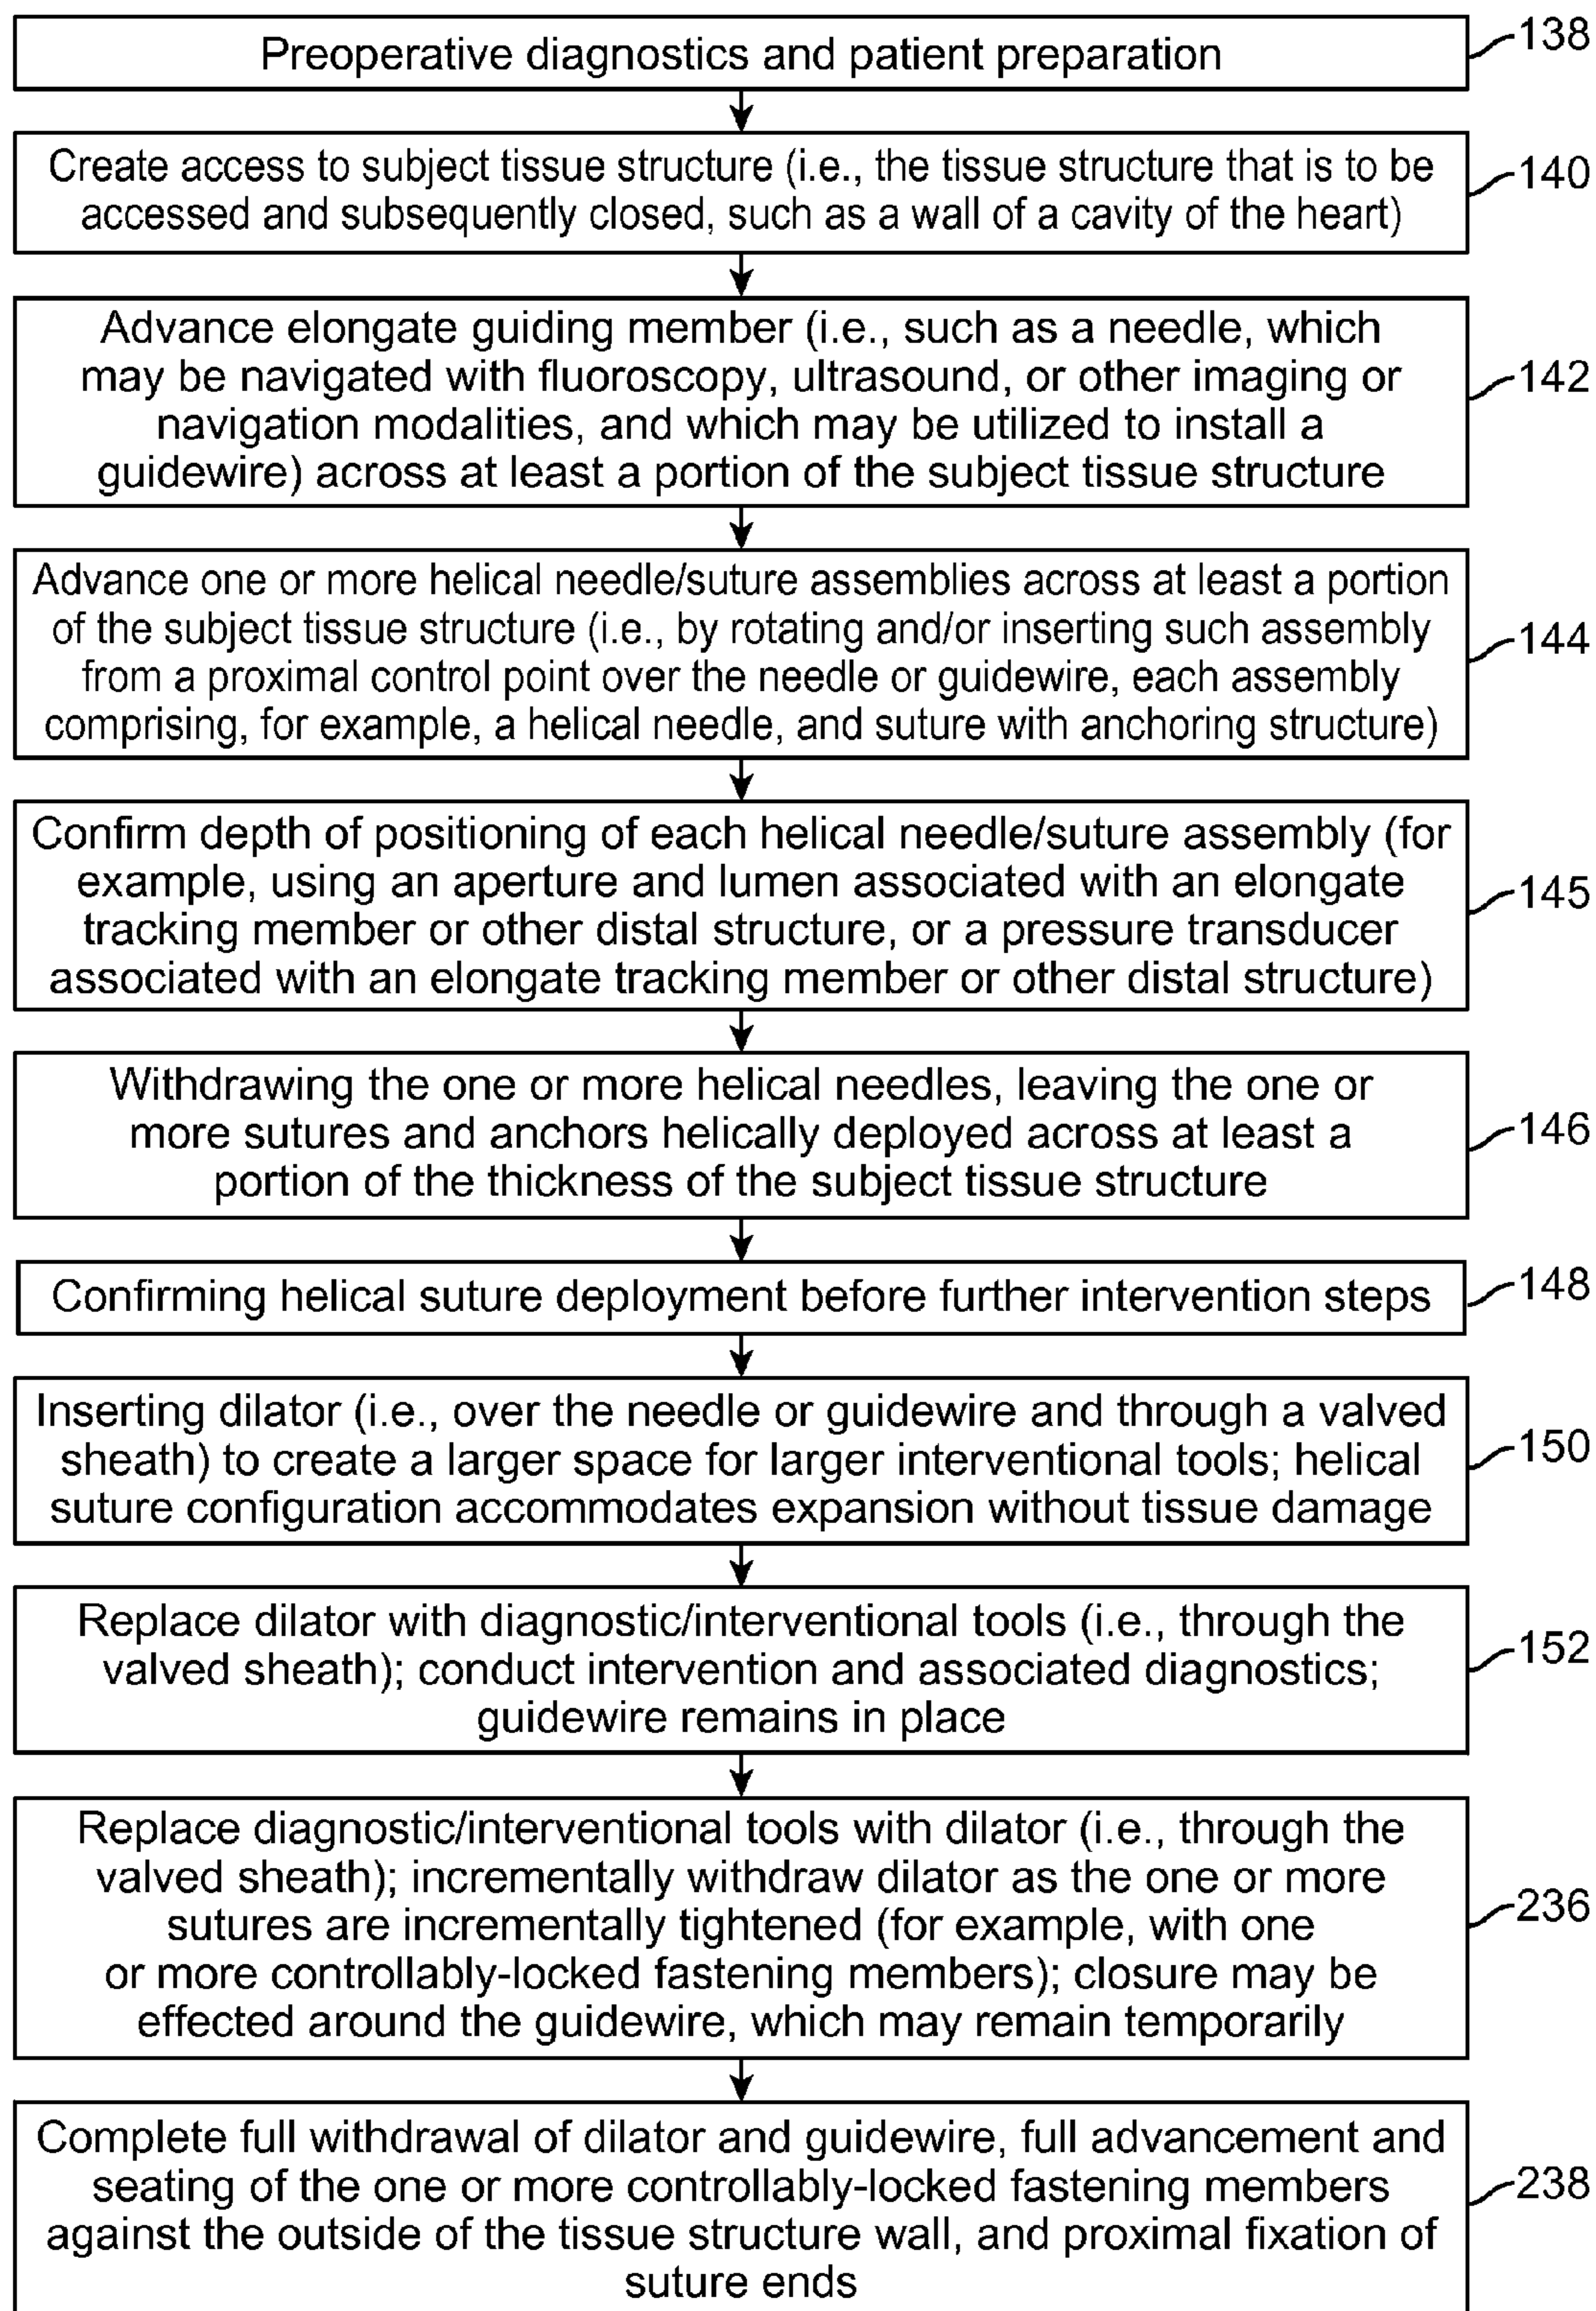 Preoperative diagnostics and patient preparation
138
Create access to subject tissue structure (i.e., the tissue structure that is to be
accessed and subsequently closed, such as a wall of a cavity of the heart)
140
Advance elongate guiding member (i.e., such as a needle, which
may be navigated with fluoroscopy, ultrasound, or other imaging or
navigation modalities, and which may be utilized to install a
guidewire) across at least a portion of the subject tissue structure
142
Advance one or more helical needle/suture assemblies across at least a portion
of the subject tissue structure (i.e., by rotating and/or inserting such assembly
from a proximal control point over the needle or guidewire, each assembly
comprising, for example, a helical needle, and suture with anchoring structure)
144
Confirm depth of positioning of each helical needle/suture assembly (for
example, using an aperture and lumen associated with an elongate
tracking member or other distal structure, or a pressure transducer
associated with an elongate tracking member or other distal structure)
145
Withdrawing the one or more helical needles, leaving the one or
more sutures and anchors helically deployed across at least a
portion of the thickness of the subject tissue structure
146
Confirming helical suture deployment before further intervention steps
148
Inserting dilator (i.e., over the needle or guidewire and through a valved
sheath) to create a larger space for larger interventional tools; helical
suture configuration accommodates expansion without tissue damage
150
Replace dilator with diagnostic/interventional tools (i.e., through the
valved sheath); conduct intervention and associated diagnostics;
guidewire remains in place
152
Replace diagnostic/interventional tools with dilator (i.e., through the
valved sheath); incrementally withdraw dilator as the one or more
sutures are incrementally tightened (for example, with one
or more controllably-locked fastening members); closure may be
effected around the guidewire, which may remain temporarily
236
Complete full withdrawal of dilator and guidewire, full advancement and
seating of the one or more controllably-locked fastening members
against the outside of the tissue structure wall, and proximal fixation of
suture ends
238